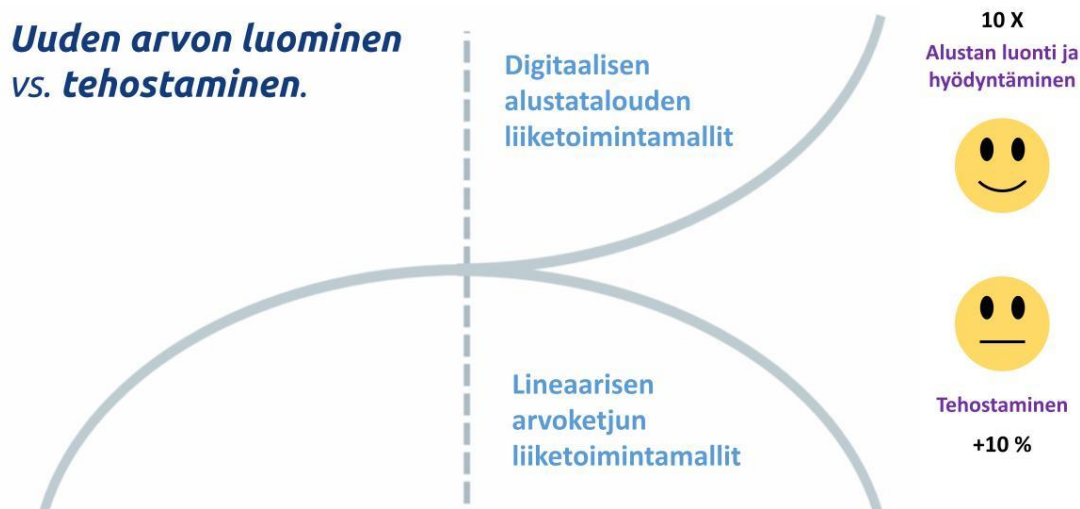 Uuden arvon luominen
vs. tehostaminen.
Digitaalisen
alustatalouden
liiketoimintamallit
10 X
Alustan luonti ja
hyödyntäminen
Lineaarisen
arvoketjun
liiketoimintamallit
Tehostaminen
+10 %